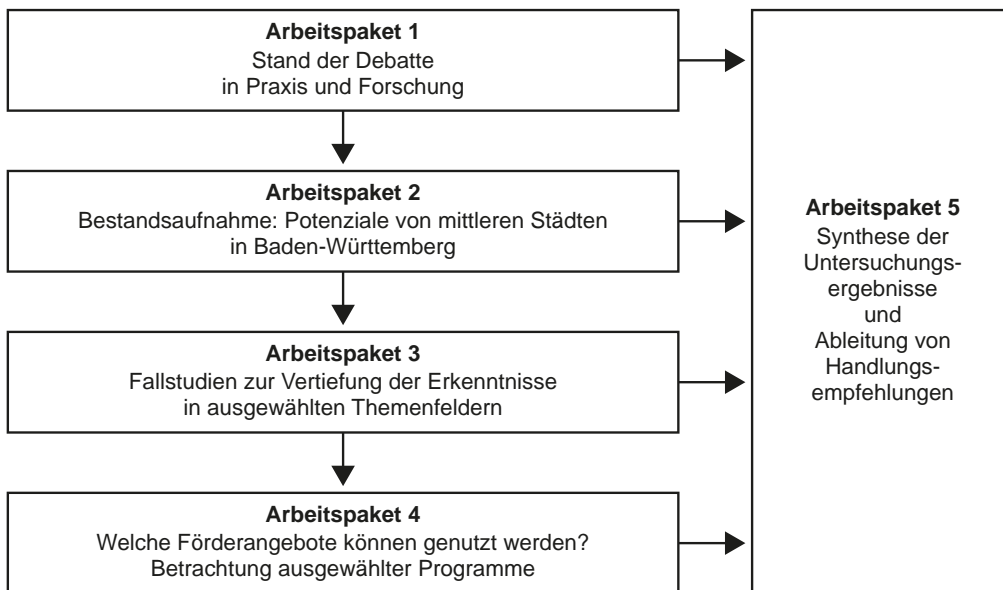 Arbeitspaket 1
Stand der Debatte
in Praxis und Forschung
Arbeitspaket 2
Bestandsaufnahme: Potenziale von mittleren Städten
in Baden-Württemberg
Arbeitspaket 3
Fallstudien zur Vertiefung der Erkenntnisse
in ausgewählten Themenfeldern
Arbeitspaket 4
Welche Förderangebote können genutzt werden?
Betrachtung ausgewählter Programme
Arbeitspaket 5
Synthese der
Untersuchungs-
ergebnisse
und
Ableitung von
Handlungs-
empfehlungen